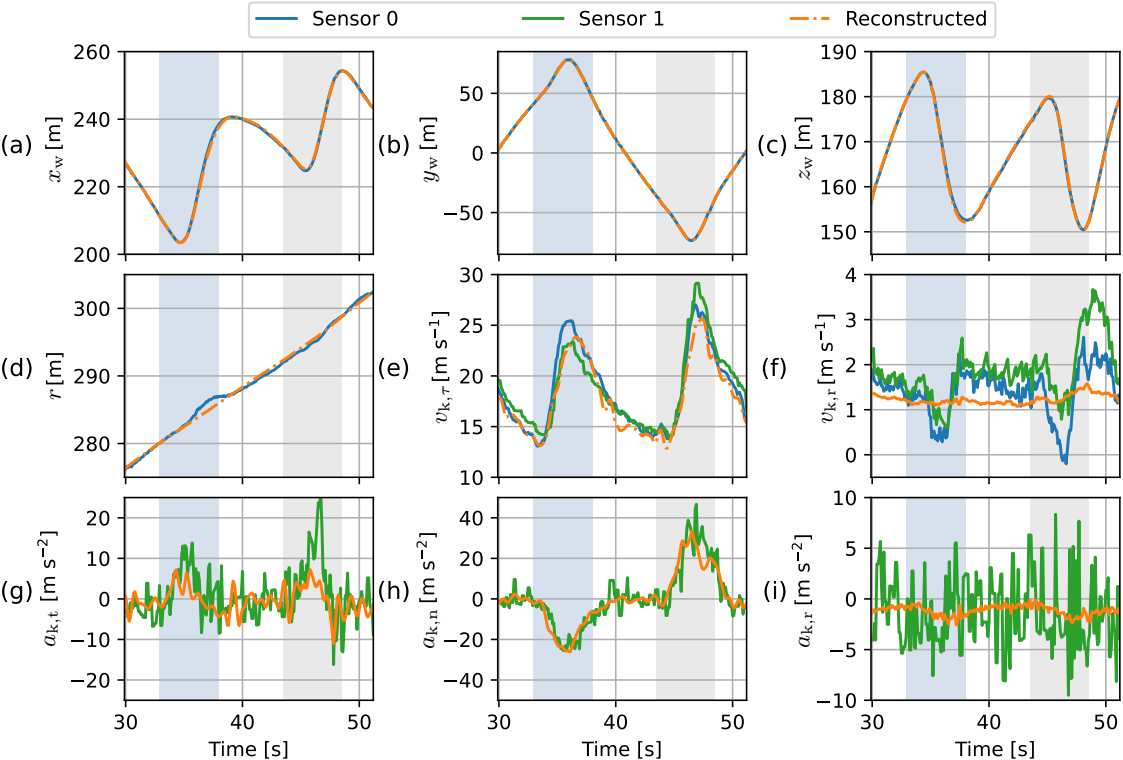 Sensor 0 Sensor 1 Reconstructed
(a) x_w [m] 260 240 220 200
(b) y_w [m] 50 0 −50
(c) z_w [m] 190 180 170 160 150
(d) r [m] 300 290 280
(e) v_k,τ [m s⁻¹] 30 25 20 15 10
(f) v_k,r [m s⁻¹] 4 3 2 1 0
(g) a_k,t [m s⁻²] 20 10 0 −10 −20
(h) a_k,n [m s⁻²] 40 20 0 −20 −40
(i) a_k,r [m s⁻²] 10 5 0 −5 −10
30 40 50 30 40 50 30 40 50
Time [s] Time [s] Time [s]